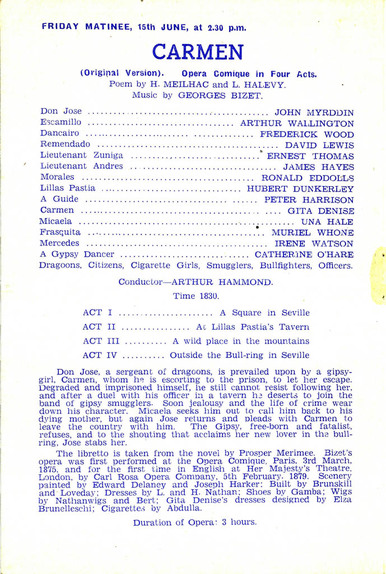 FRIDAY MATINEE, 15th JUNE, at 2.30 p.m.
CARMEN
(Original Version). Opera Comique in Four Acts.
Poem by H. MEILHAC and L. HALEVY.
Music by GEORGES BIZET.
Don Jose ........ JOHN MYRDDIN
Escamillo ........ ARTHUR WALLINGTON
Dancairo ........ FREDERICK WOOD
Remendado ........ DAVID LEWIS
Lieutenant Zuniga ........ ERNEST THOMAS
Lieutenant Andres ........ JAMES HAYES
Morales ........ RONALD EDDOLLS
Lillas Pastia ........ HUBERT DUNKERLEY
A Guide ........ PETER HARRISON
Carmen ........ GITA DENISE
Micaela ........ UNA HALE
Frasquita ........ MURIEL WHONE
Mercedes ........ IRENE WATSON
A Gypsy Dancer ........ CATHERINE O'HARE
Dragoons, Citizens, Cigarette Girls, Smugglers, Bullfighters, Officers.
Conductor—ARTHUR HAMMOND.
Time 1830.
ACT I ........ A Square in Seville
ACT II ........ At Lillas Pastia's Tavern
ACT III ........ A wild place in the mountains
ACT IV ........ Outside the Bull-ring in Seville
Don Jose, a sergeant of dragoons, is prevailed upon by a gipsy-
girl, Carmen, whom he is escorting to the prison, to let her escape.
Degraded and imprisoned himself, he still cannot resist following her,
and after a duel with his officer in a tavern he deserts to join the
band of gipsy smugglers. Soon jealousy and the life of crime wear
down his character. Micaela seeks him out to call him back to his
dying mother, but again Jose returns and pleads with Carmen to
leave the country with him. The Gipsy, free-born and fatalist,
refuses, and to the shouting that acclaims her new lover in the bull-
ring, Jose stabs her.
The libretto is taken from the novel by Prosper Merimee. Bizet's
opera was first performed at the Opera Comique, Paris, 3rd March,
1875, and for the first time in English at Her Majesty's Theatre,
London, by Carl Rosa Opera Company, 5th February, 1879. Scenery
painted by Edward Delaney and Joseph Harker: Built by Brunskill
and Loveday; Dresses by L. and H. Nathan; Shoes by Gamba; Wigs
by Nathanwigs and Bert; Gita Denise's dresses designed by Elza
Brunelleschi; Cigarettes by Abdulla.
Duration of Opera: 3 hours.